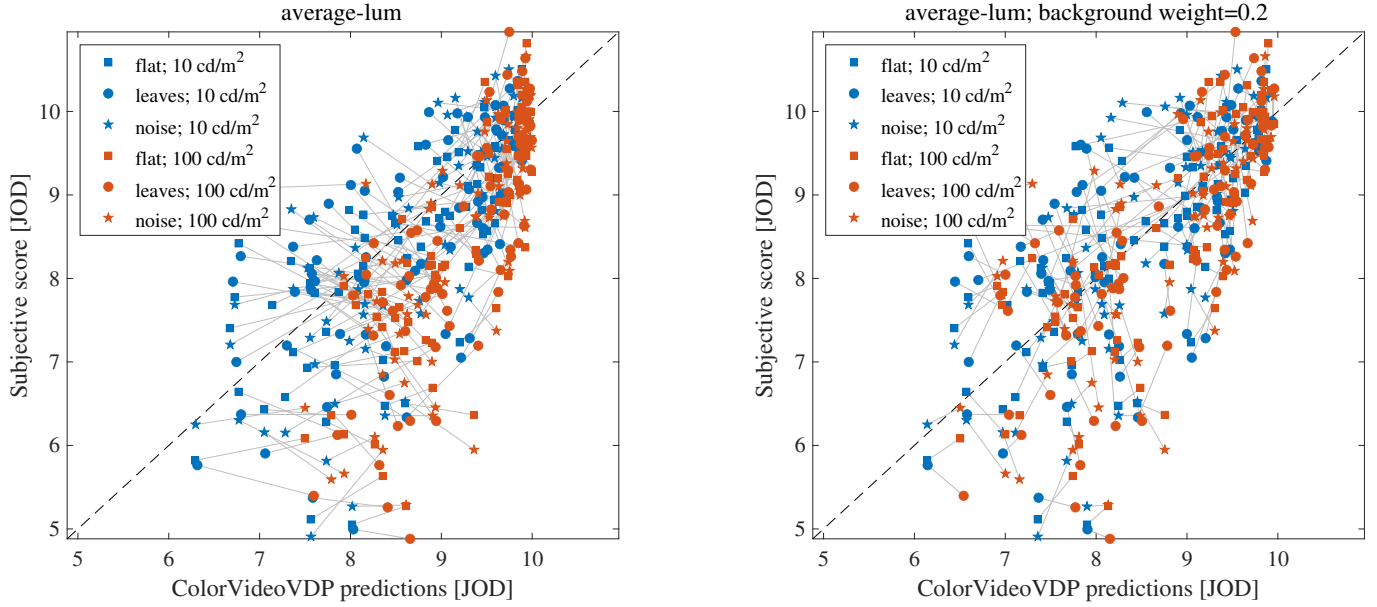 average-lum
flat; 10 cd/m²
leaves; 10 cd/m²
noise; 10 cd/m²
flat; 100 cd/m²
leaves; 100 cd/m²
noise; 100 cd/m²
10
9
8
7
6
5
Subjective score [JOD]
5 6 7 8 9 10
ColorVideoVDP predictions [JOD]
average-lum; background weight=0.2
flat; 10 cd/m²
leaves; 10 cd/m²
noise; 10 cd/m²
flat; 100 cd/m²
leaves; 100 cd/m²
noise; 100 cd/m²
10
9
8
7
6
5
Subjective score [JOD]
5 6 7 8 9 10
ColorVideoVDP predictions [JOD]